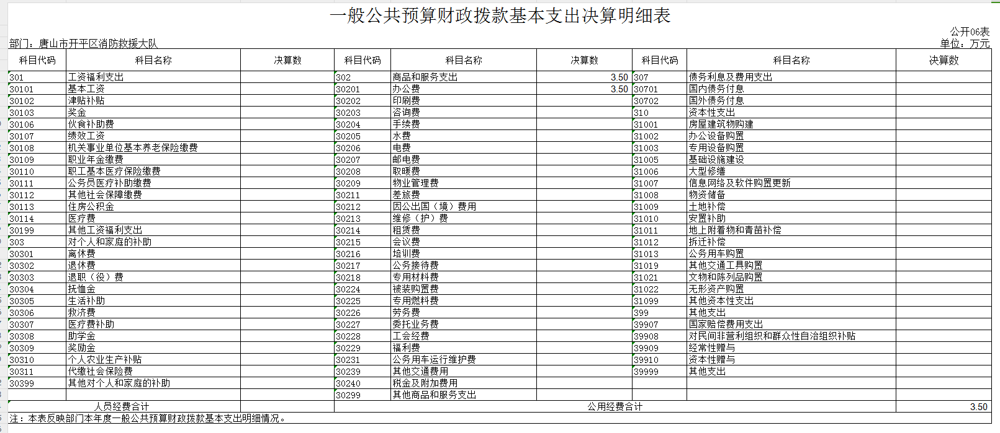 一般公共预算财政拨款基本支出决算明细表
公开06表
部门：唐山市开平区消防救援大队 单位：万元
科目代码 科目名称 决算数 科目代码 科目名称 决算数 科目代码 科目名称 决算数
301 工资福利支出 302 商品和服务支出 3.50 307 债务利息及费用支出
30101 基本工资 30201 办公费 3.50 30701 国内债务付息
30102 津贴补贴 30202 印刷费 30702 国外债务付息
30103 奖金 30203 咨询费 310 资本性支出
30106 伙食补助费 30204 手续费 31001 房屋建筑物购建
30107 绩效工资 30205 水费 31002 办公设备购置
30108 机关事业单位基本养老保险缴费 30206 电费 31003 专用设备购置
30109 职业年金缴费 30207 邮电费 31005 基础设施建设
30110 职工基本医疗保险缴费 30208 取暖费 31006 大型修缮
30111 公务员医疗补助缴费 30209 物业管理费 31007 信息网络及软件购置更新
30112 其他社会保障缴费 30211 差旅费 31008 物资储备
30113 住房公积金 30212 因公出国（境）费用 31009 土地补偿
30114 医疗费 30213 维修（护）费 31010 安置补助
30199 其他工资福利支出 30214 租赁费 31011 地上附着物和青苗补偿
303 对个人和家庭的补助 30215 会议费 31012 拆迁补偿
30301 离休费 30216 培训费 31013 公务用车购置
30302 退休费 30217 公务接待费 31019 其他交通工具购置
30303 退职（役）费 30218 专用材料费 31021 文物和陈列品购置
30304 抚恤金 30224 被装购置费 31022 无形资产购置
30305 生活补助 30225 专用燃料费 31099 其他资本性支出
30306 救济费 30226 劳务费 399 其他支出
30307 医疗费补助 30227 委托业务费 39907 国家赔偿费用支出
30308 助学金 30228 工会经费 39908 对民间非营利组织和群众性自治组织补贴
30309 奖励金 30229 福利费 39909 经常性赠与
30310 个人农业生产补贴 30231 公务用车运行维护费 39910 资本性赠与
30311 代缴社会保险费 30239 其他交通费用 39999 其他支出
30399 其他对个人和家庭的补助 30240 税金及附加费用
30299 其他商品和服务支出
人员经费合计 公用经费合计 3.50
注：本表反映部门本年度一般公共预算财政拨款基本支出明细情况。